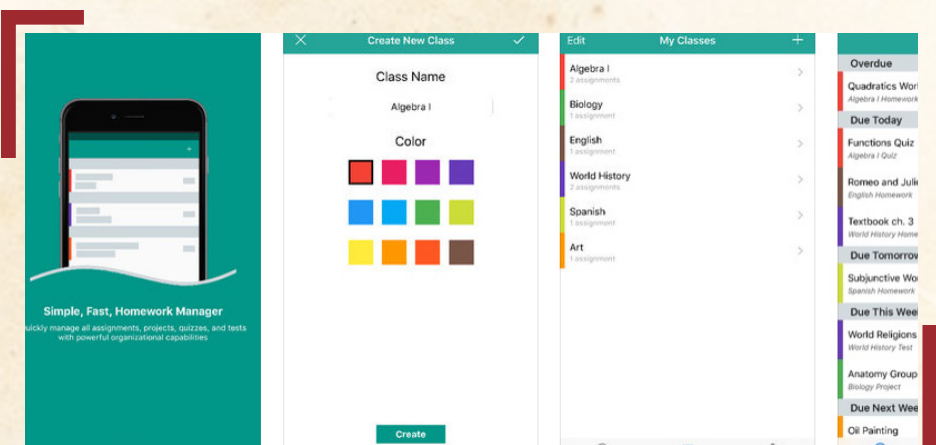 Simple, Fast, Homework Manager
uickly manage all assignments, projects, quizzes, and tests
with powerful organizational capabilities
Create New Class
Class Name
Algebra I
Color
Create
Edit My Classes +
Algebra I
2 assignments
Biology
1 assignment
English
1 assignment
World History
2 assignments
Spanish
1 assignment
Art
1 assignment
Overdue
Quadratics Wor
Algebra I Homework
Due Today
Functions Quiz
Algebra I Quiz
Romeo and Juli
English Homework
Textbook ch. 3
World History Home
Due Tomorrow
Subjunctive Wo
Spanish Homework
Due This Wee
World Religions
World History Test
Anatomy Group
Biology Project
Due Next Wee
Oil Painting